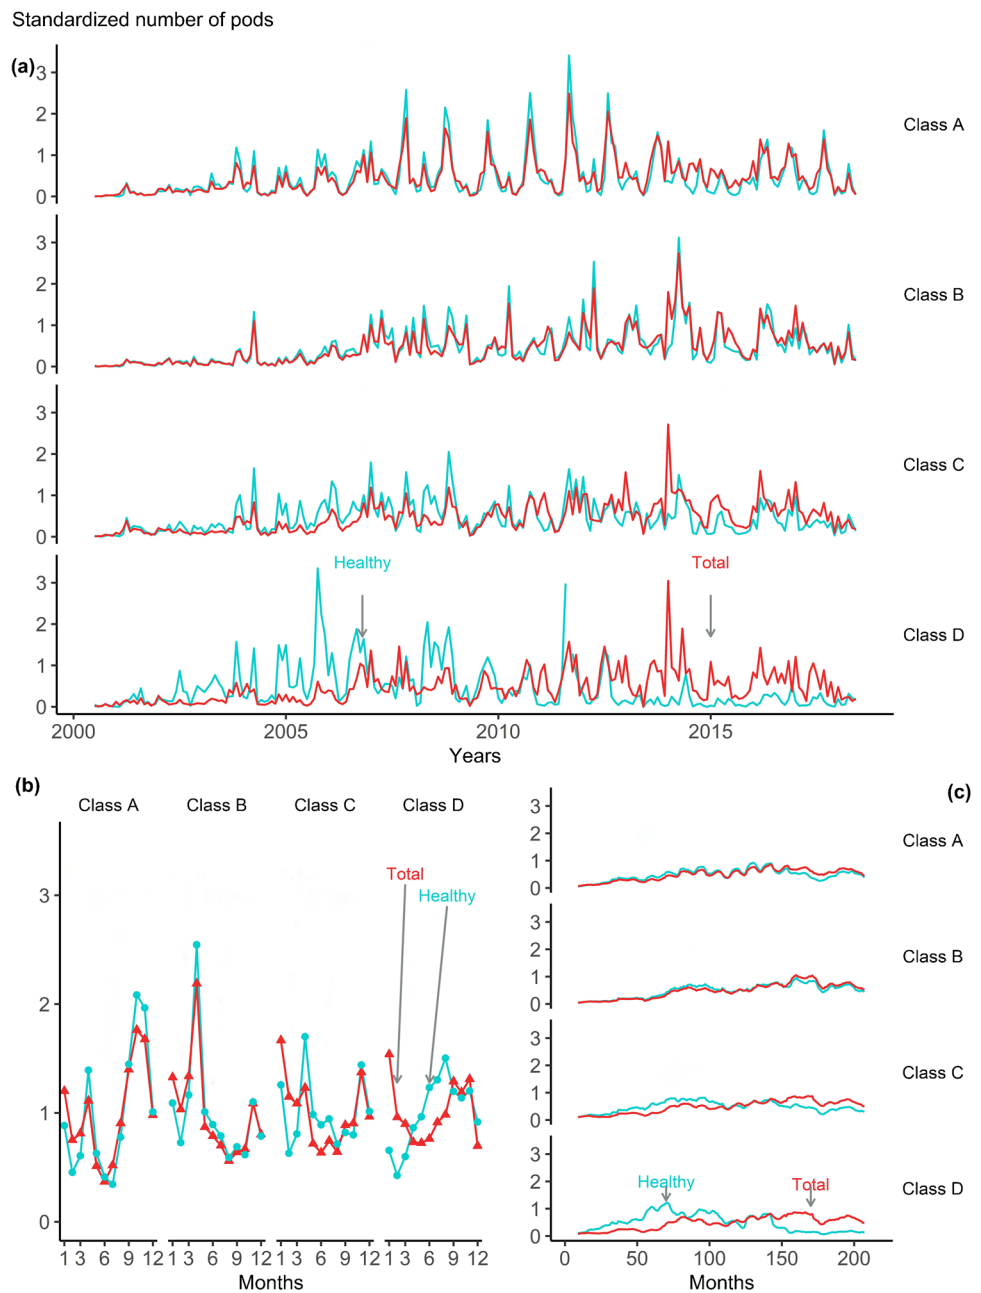 Standardized number of pods
(a)
3
2
1
0
Class A
3
2
1
0
Class B
3
2
1
0
Class C
Healthy
Total
3
2
1
0
Class D
2000 2005 2010 2015
Years
(b)
Class A Class B Class C Class D
Total
Healthy
3
2
1
0
1 3 6 9 12 1 3 6 9 12 1 3 6 9 12 1 3 6 9 12
Months
(c)
3
2
1
0
Class A
3
2
1
0
Class B
3
2
1
0
Class C
3
2
1
0
Healthy
Total
Class D
0 50 100 150 200
Months